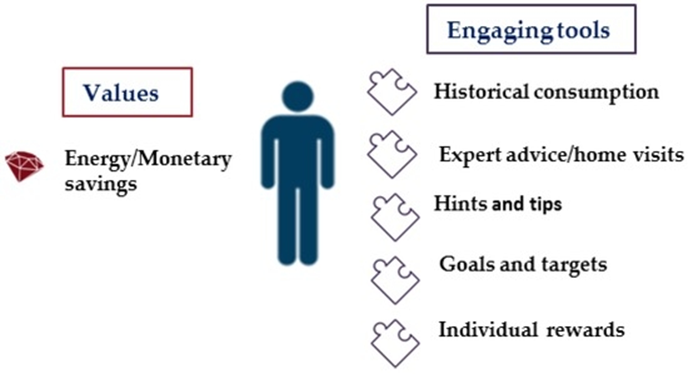 Values
Energy/Monetary
savings
Engaging tools
Historical consumption
Expert advice/home visits
Hints and tips
Goals and targets
Individual rewards